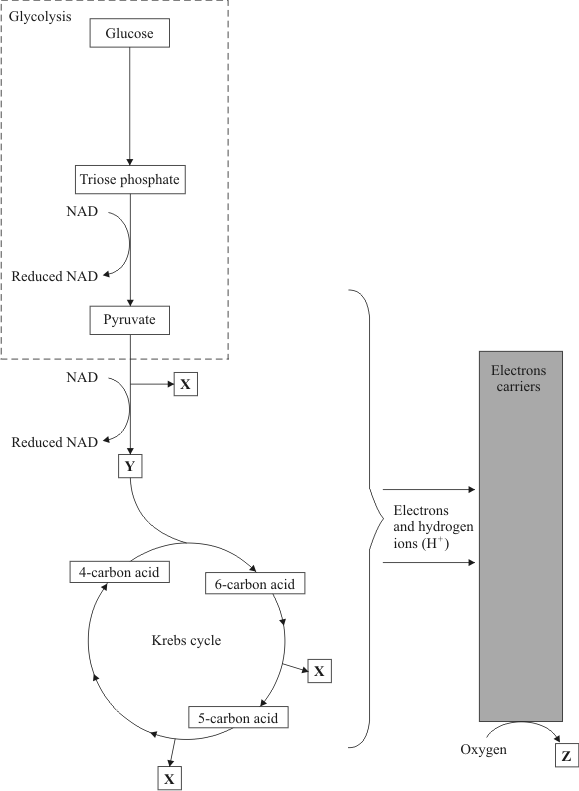 Glycolysis
Glucose
Triose phosphate
NAD
Reduced NAD
Pyruvate
NAD
X
Reduced NAD
Y
4-carbon acid
6-carbon acid
Krebs cycle
X
5-carbon acid
X
Electrons
and hydrogen
ions (H⁺)
Electrons
carriers
Oxygen
Z